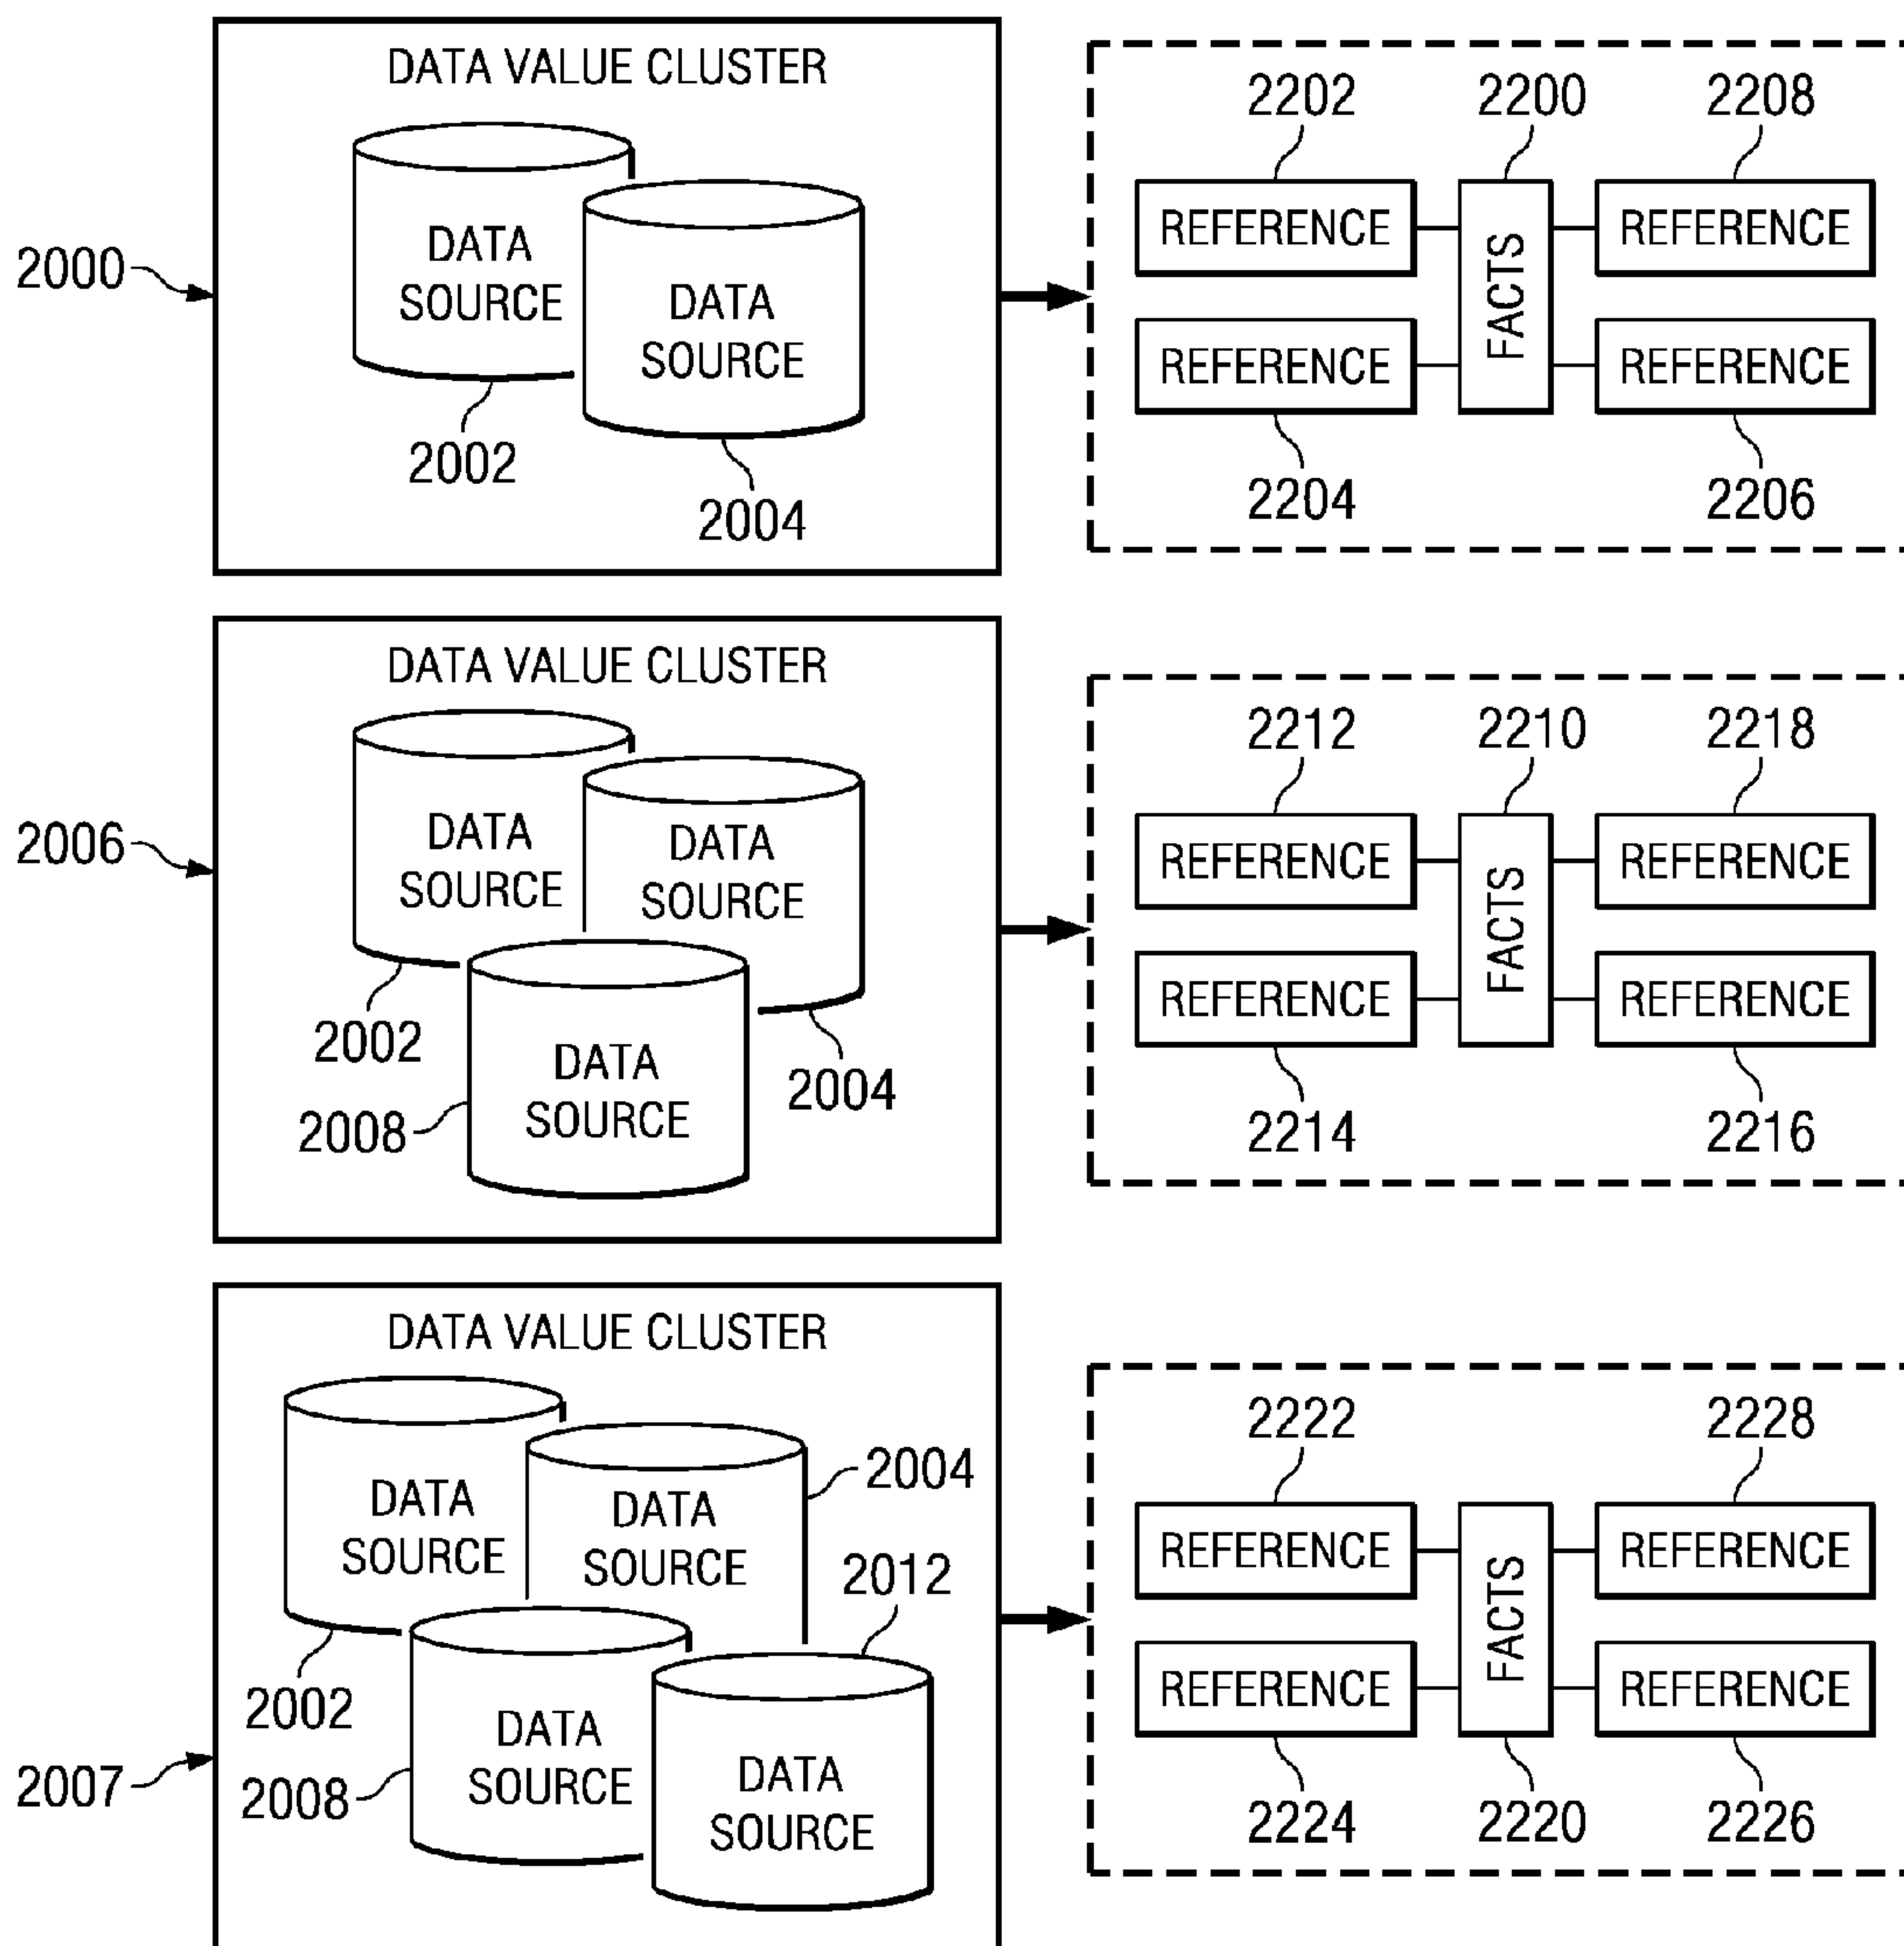 DATA VALUE CLUSTER
2000
DATA
SOURCE
DATA
SOURCE
2002
2004
2202
2200
2208
REFERENCE
FACTS
REFERENCE
REFERENCE
REFERENCE
2204
2206
DATA VALUE CLUSTER
2006
DATA
SOURCE
DATA
SOURCE
2002
DATA
SOURCE
2004
2008
2212
2210
2218
REFERENCE
FACTS
REFERENCE
REFERENCE
REFERENCE
2214
2216
DATA VALUE CLUSTER
DATA
SOURCE
2004
DATA
SOURCE
2012
2002
2007
DATA
SOURCE
2008
DATA
SOURCE
2222
2228
REFERENCE
FACTS
REFERENCE
REFERENCE
REFERENCE
2224
2220
2226